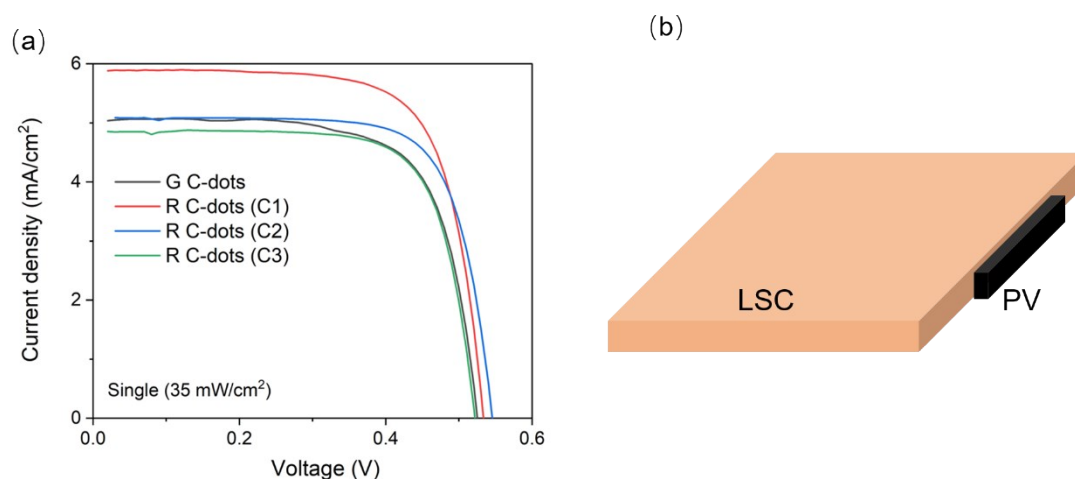 (a)
Current density (mA/cm²)
6
4
2
0
G C-dots
R C-dots (C1)
R C-dots (C2)
R C-dots (C3)
Single (35 mW/cm²)
0.0 0.2 0.4 0.6
Voltage (V)
(b)
LSC
PV